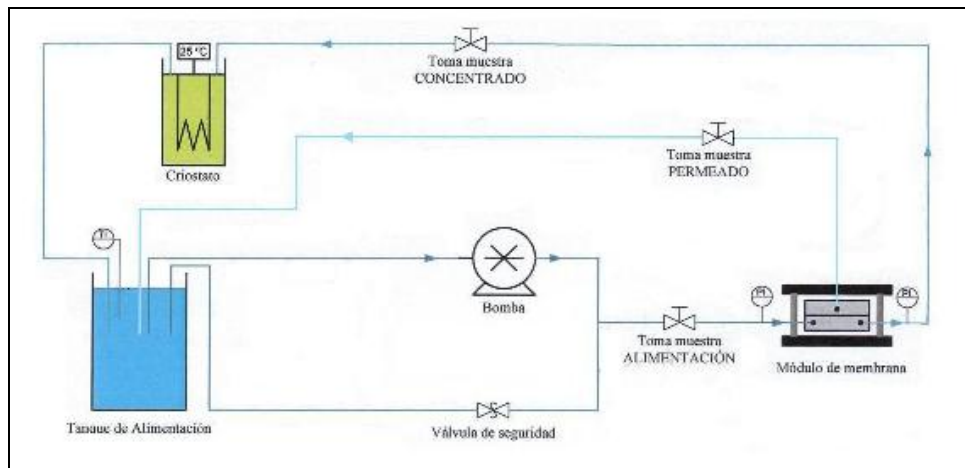 25 °C
Toma muestra
CONCENTRADO
Criostato
Toma muestra
PERMEADO
TI
Bomba
PI
PI
Toma muestra
ALIMENTACIÓN
Módulo de membrana
Tanque de Alimentación
Válvula de seguridad